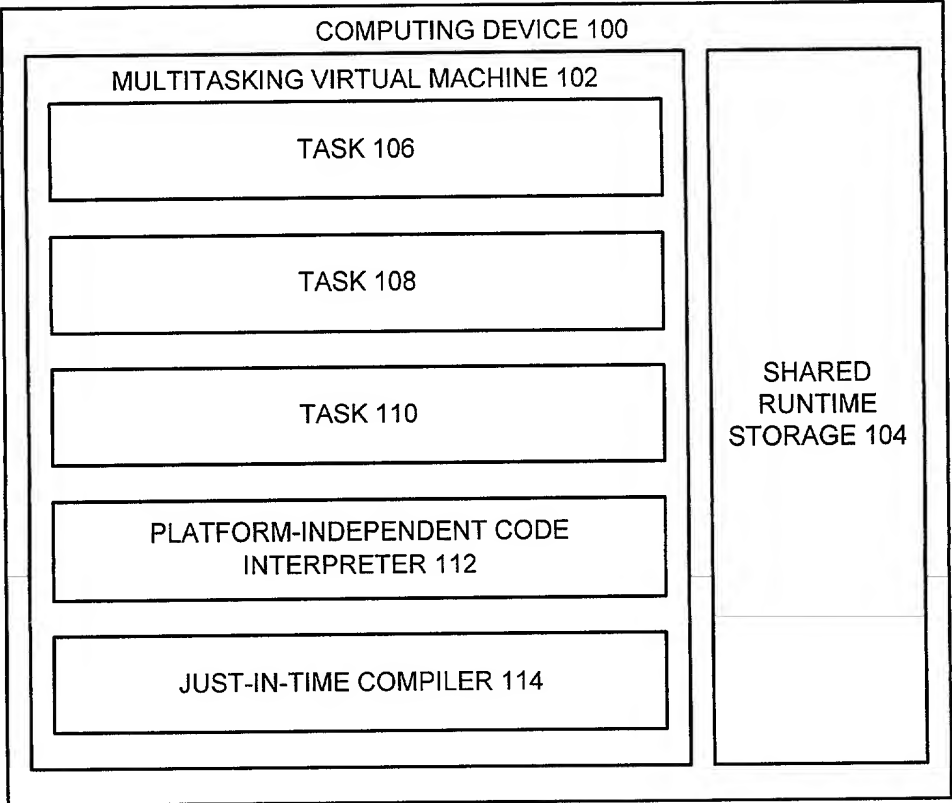 COMPUTING DEVICE 100
MULTITASKING VIRTUAL MACHINE 102
TASK 106
TASK 108
TASK 110
PLATFORM-INDEPENDENT CODE
INTERPRETER 112
JUST-IN-TIME COMPILER 114
SHARED
RUNTIME
STORAGE 104